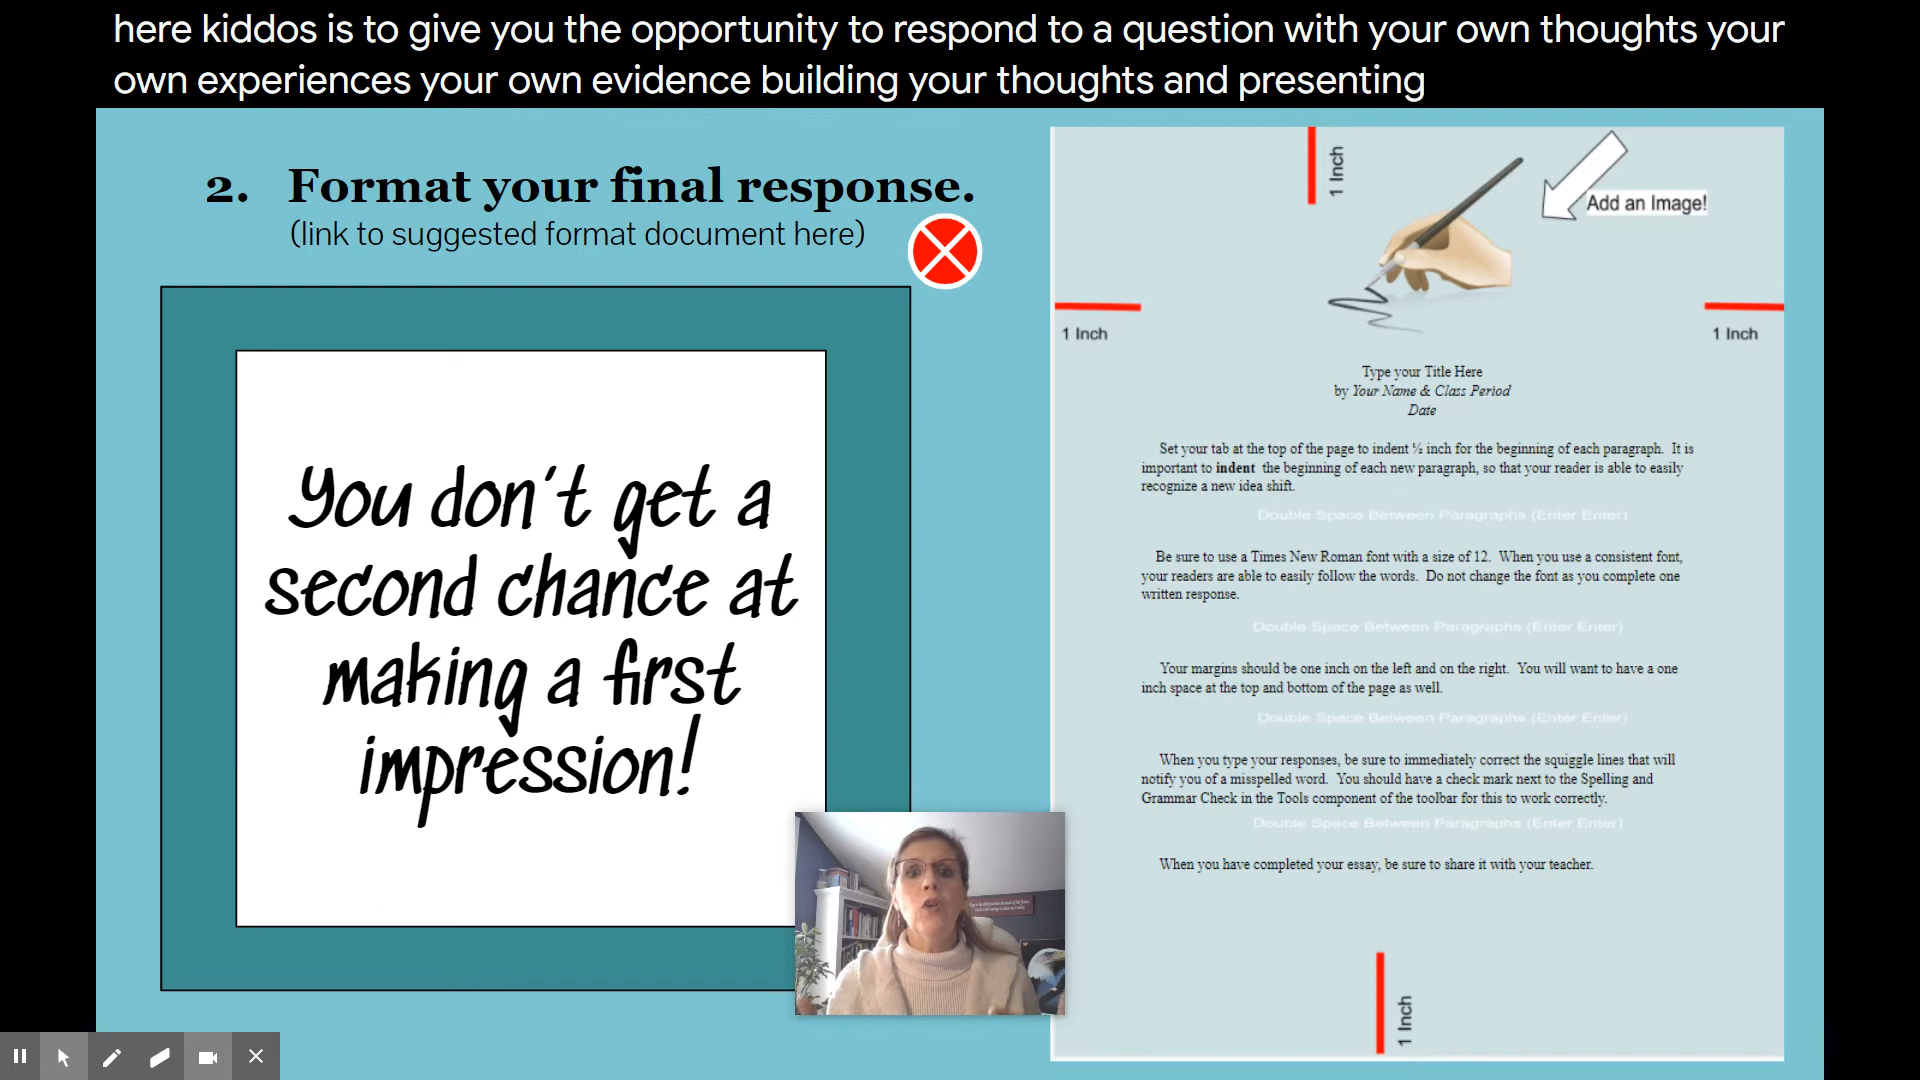 here kiddos is to give you the opportunity to respond to a question with your own thoughts your
own experiences your own evidence building your thoughts and presenting
2. Format your final response.
(link to suggested format document here)
You don't get a
second chance at
making a first
impression!
1 Inch
Add an Image!
1 Inch
1 Inch
Type your Title Here
by Your Name & Class Period
Date
Set your tab at the top of the page to indent ½ inch for the beginning of each paragraph. It is
important to indent the beginning of each new paragraph, so that your reader is able to easily
recognize a new idea shift.
Double Space Between Paragraphs (Enter Enter)
Be sure to use a Times New Roman font with a size of 12. When you use a consistent font,
your readers are able to easily follow the words. Do not change the font as you complete one
written response.
Double Space Between Paragraphs (Enter Enter)
Your margins should be one inch on the left and on the right. You will want to have a one
inch space at the top and bottom of the page as well.
Double Space Between Paragraphs (Enter Enter)
When you type your responses, be sure to immediately correct the squiggle lines that will
notify you of a misspelled word. You should have a check mark next to the Spelling and
Grammar Check in the Tools component of the toolbar for this to work correctly.
Double Space Between Paragraphs (Enter Enter)
When you have completed your essay, be sure to share it with your teacher.
1 Inch